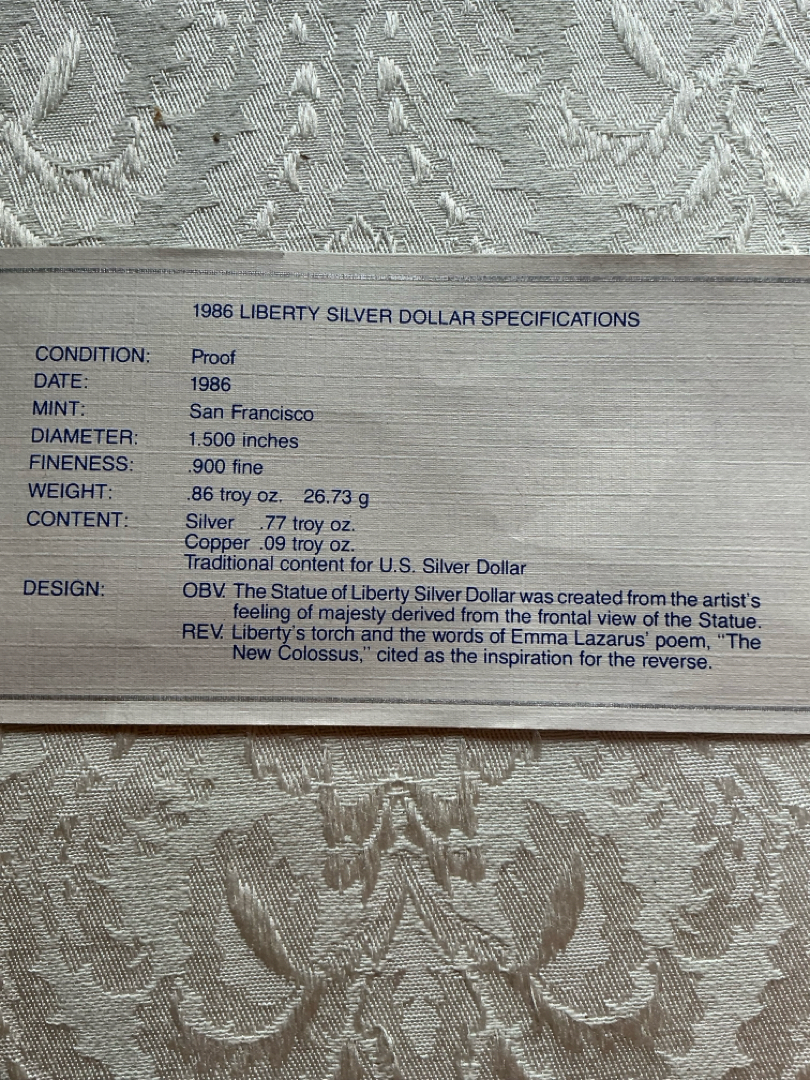 1986 LIBERTY SILVER DOLLAR SPECIFICATIONS
CONDITION: Proof
DATE: 1986
MINT: San Francisco
DIAMETER: 1.500 inches
FINENESS: .900 fine
WEIGHT: .86 troy oz. 26.73 g
CONTENT: Silver .77 troy oz.
Copper .09 troy oz.
Traditional content for U.S. Silver Dollar
DESIGN: OBV. The Statue of Liberty Silver Dollar was created from the artist's
feeling of majesty derived from the frontal view of the Statue.
REV. Liberty's torch and the words of Emma Lazarus' poem, "The
New Colossus," cited as the inspiration for the reverse.